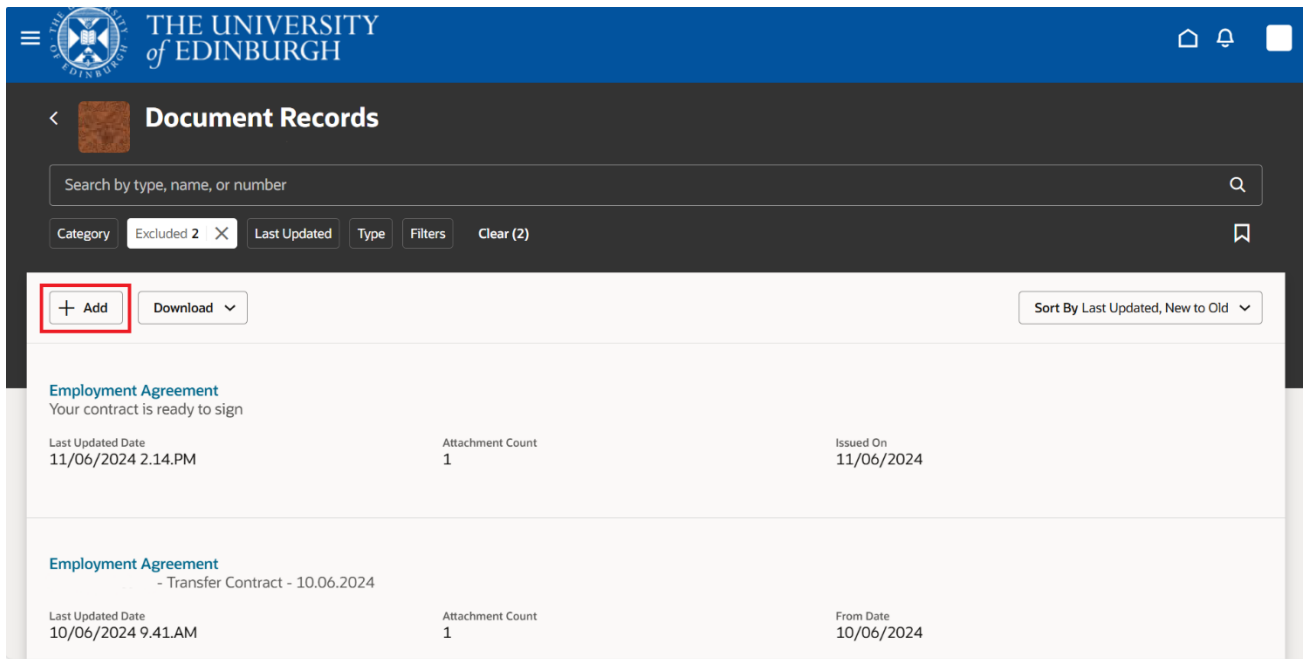 THE UNIVERSITY
of EDINBURGH
OF EDINBURGH
Document Records
Search by type, name, or number
Category Excluded 2 Last Updated Type Filters Clear (2)
+ Add Download Sort By Last Updated, New to Old
Employment Agreement
Your contract is ready to sign
Last Updated Date Attachment Count Issued On
11/06/2024 2.14.PM 1 11/06/2024
Employment Agreement
- Transfer Contract - 10.06.2024
Last Updated Date Attachment Count From Date
10/06/2024 9.41.AM 1 10/06/2024